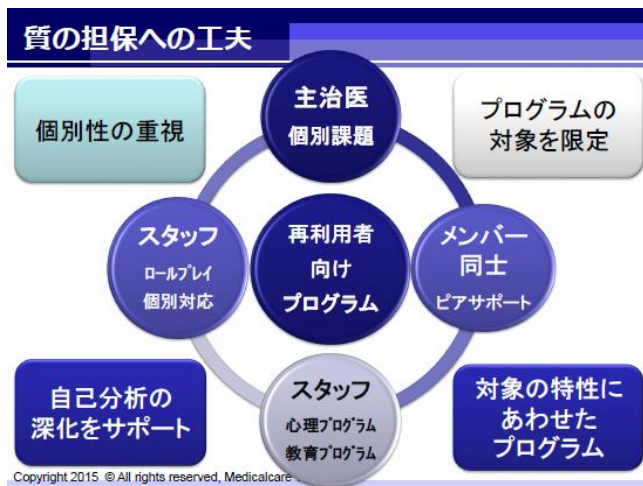 質の担保への工夫
個別性の重視
主治医
個別課題
プログラムの
対象を限定
スタッフ
ロールプレイ
個別対応
再利用者
向け
プログラム
メンバー
同士
ピアサポート
自己分析の
深化をサポート
スタッフ
心理プログラム
教育プログラム
対象の特性に
あわせた
プログラム
Copyright 2015 © All rights reserved, Medicalcare